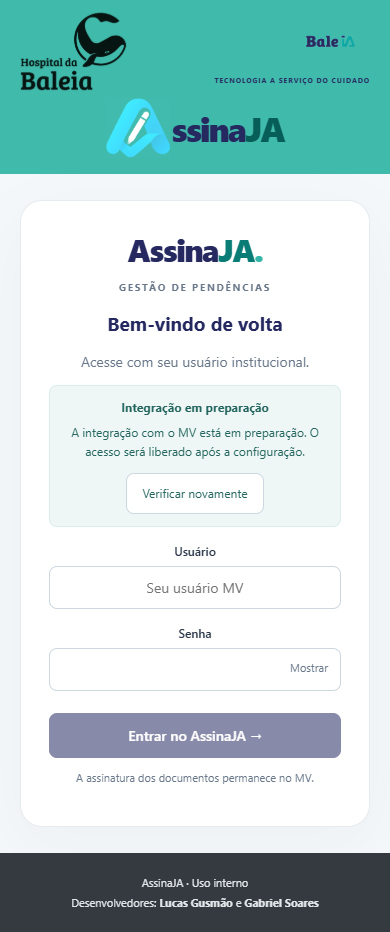 Hospital da
Baleia
Bale IA
TECNOLOGIA A SERVIÇO DO CUIDADO
AssinaJA
AssinaJA.
GESTÃO DE PENDÊNCIAS
Bem-vindo de volta
Acesse com seu usuário institucional.
Integração em preparação
A integração com o MV está em preparação. O
acesso será liberado após a configuração.
Verificar novamente
Usuário
Seu usuário MV
Senha
Mostrar
Entrar no AssinaJA →
A assinatura dos documentos permanece no MV.
AssinaJA · Uso interno
Desenvolvedores: Lucas Gusmão e Gabriel Soares